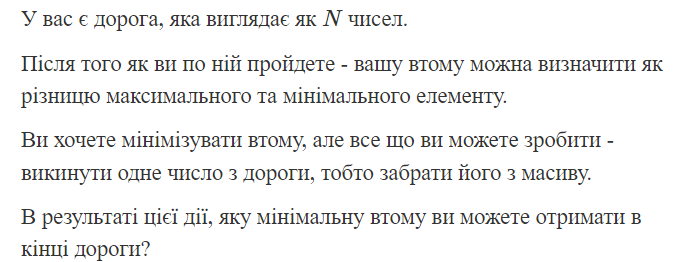 У вас є дорога, яка виглядає як N чисел.
Після того як ви по ній пройдете - вашу втому можна визначити як
різницю максимального та мінімального елементу.
Ви хочете мінімізувати втому, але все що ви можете зробити -
викинути одне число з дороги, тобто забрати його з масиву.
В результаті цієї дії, яку мінімальну втому ви можете отримати в
кінці дороги?